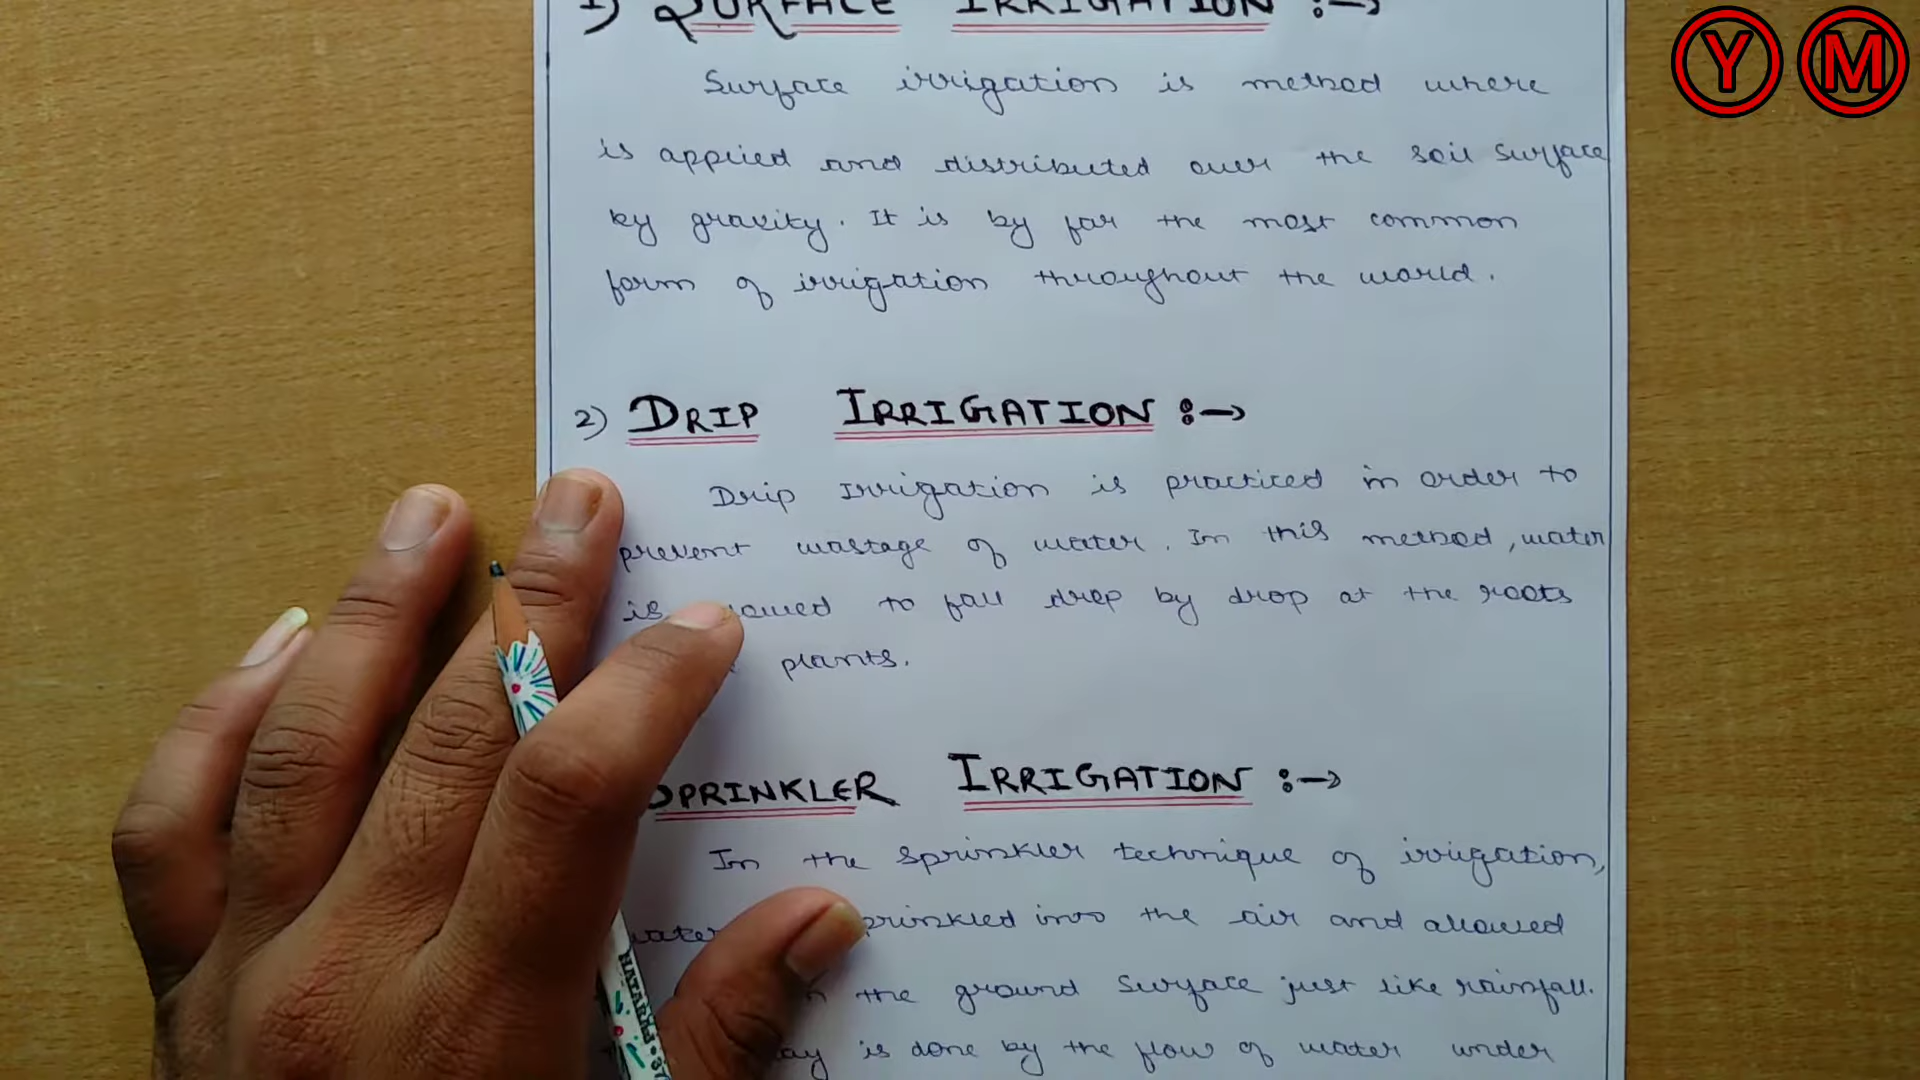 1) SURFACE IRRIGATION :→
Surface irrigation is method where
is applied and distributed over the soil surface
by gravity. It is by far the most common
form of irrigation throughout the world.
2) DRIP IRRIGATION :→
Drip Irrigation is practiced in order to
prevent wastage of water. In this method, water
is to fall drop by drop at the roots
plants.
SPRINKLER IRRIGATION :→
In the sprinkler technique of irrigation,
water into the air and allowed
the ground surface just like rainfall.
is done by the flow of water under
Y M